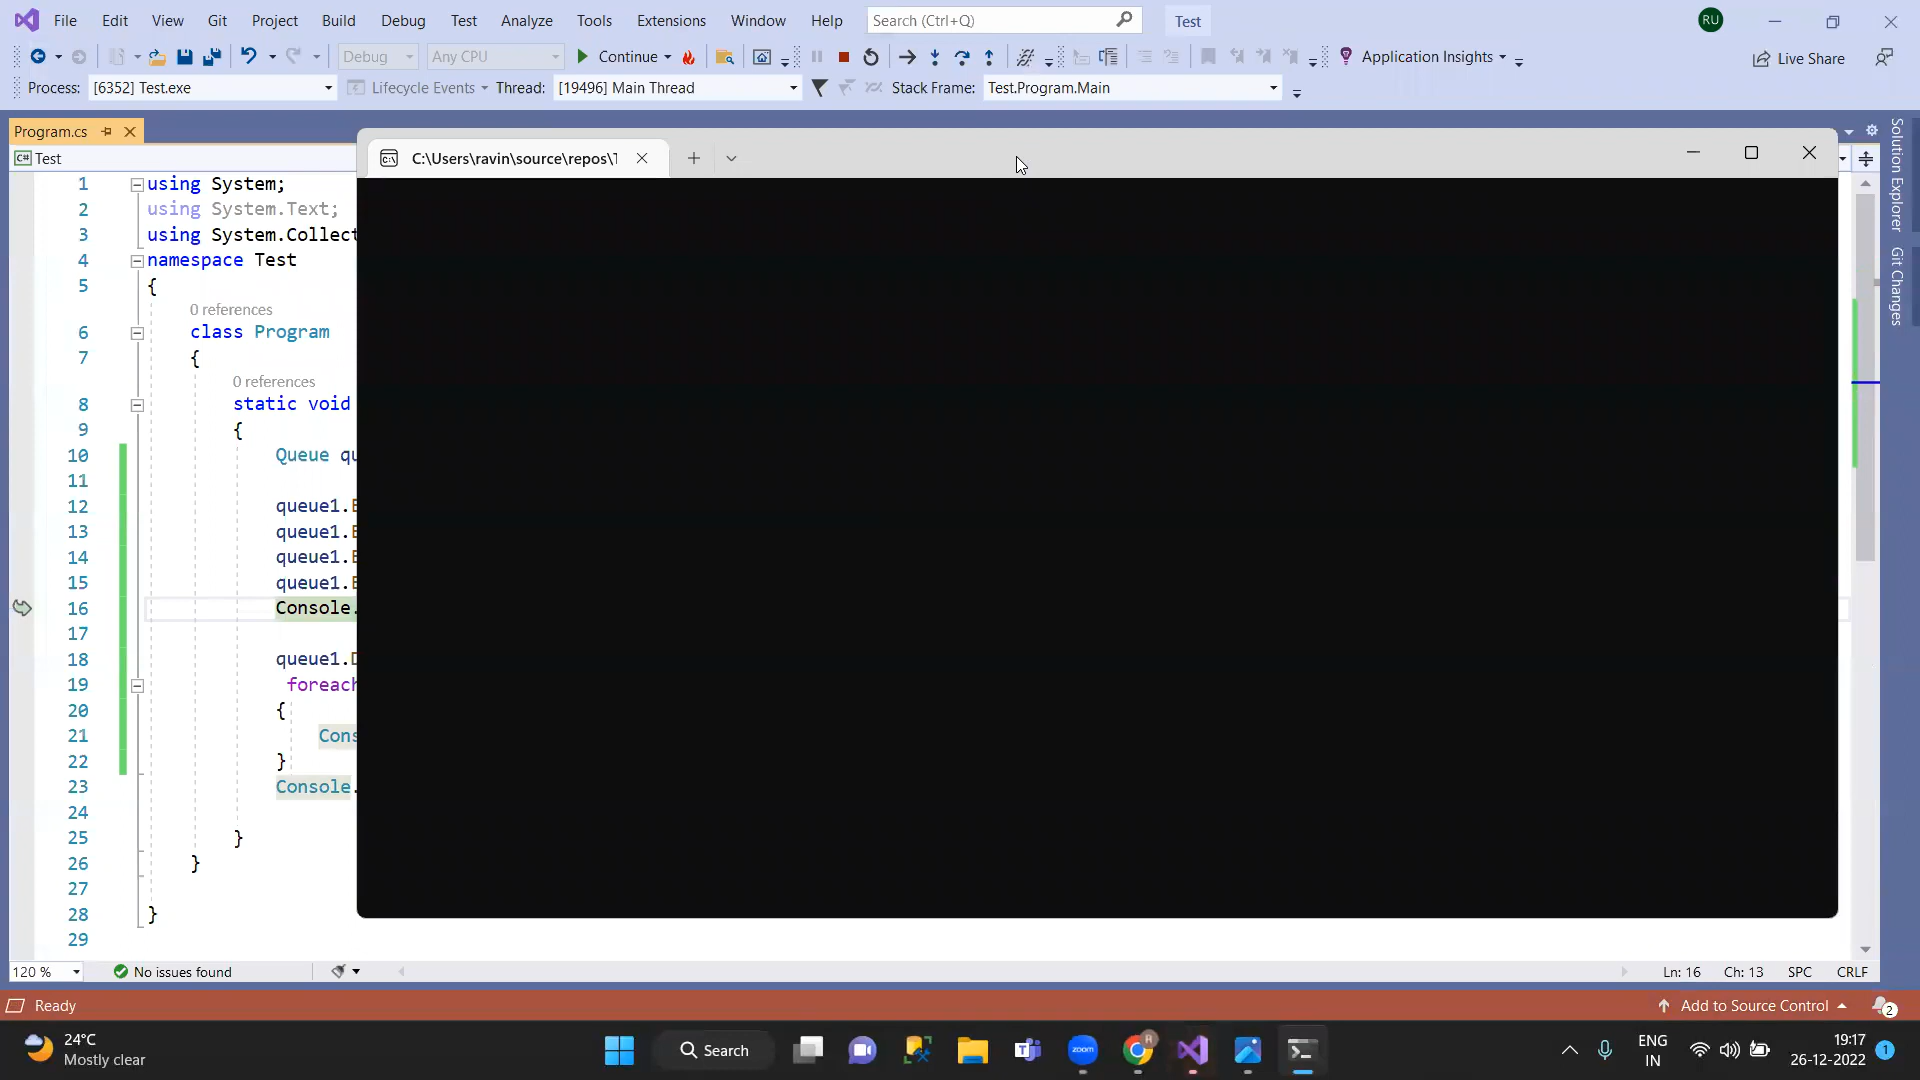 File Edit View Git Project Build Debug Test Analyze Tools Extensions Window Help Search (Ctrl+Q) Test RU
Debug Any CPU Continue Application Insights Live Share
Process: [6352] Test.exe Lifecycle Events Thread: [19496] Main Thread Stack Frame: Test.Program.Main
Program.cs
C:\Users\ravin\source\repos\T
C# Test
Solution Explorer
Git Changes
1 using System;
2 using System.Text;
3 using System.Collect
4 namespace Test
5 {
0 references
6 class Program
7 {
0 references
8 static void
9 {
10 Queue qu
11
12 queue1.E
13 queue1.E
14 queue1.E
15 queue1.E
16 Console.
17
18 queue1.D
19 foreach
20 {
21 Cons
22 }
23 Console.
24
25 }
26 }
27
28 }
29
120 % No issues found Ln: 16 Ch: 13 SPC CRLF
Ready Add to Source Control 2
24°C
Mostly clear
Search
zoom
R
ENG
IN
19:17
26-12-2022
1